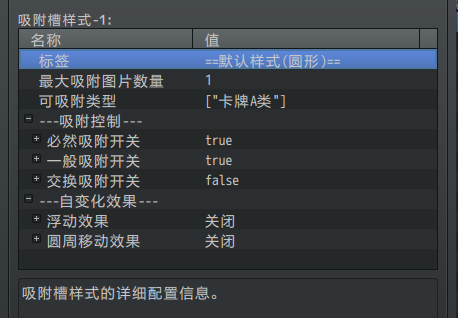 吸附槽样式-1:
名称 值
标签 ==默认样式(圆形)==
最大吸附图片数量 1
可吸附类型 ["卡牌A类"]
---吸附控制---
必然吸附开关 true
一般吸附开关 true
交换吸附开关 false
---自变化效果---
浮动效果 关闭
圆周移动效果 关闭
吸附槽样式的详细配置信息。